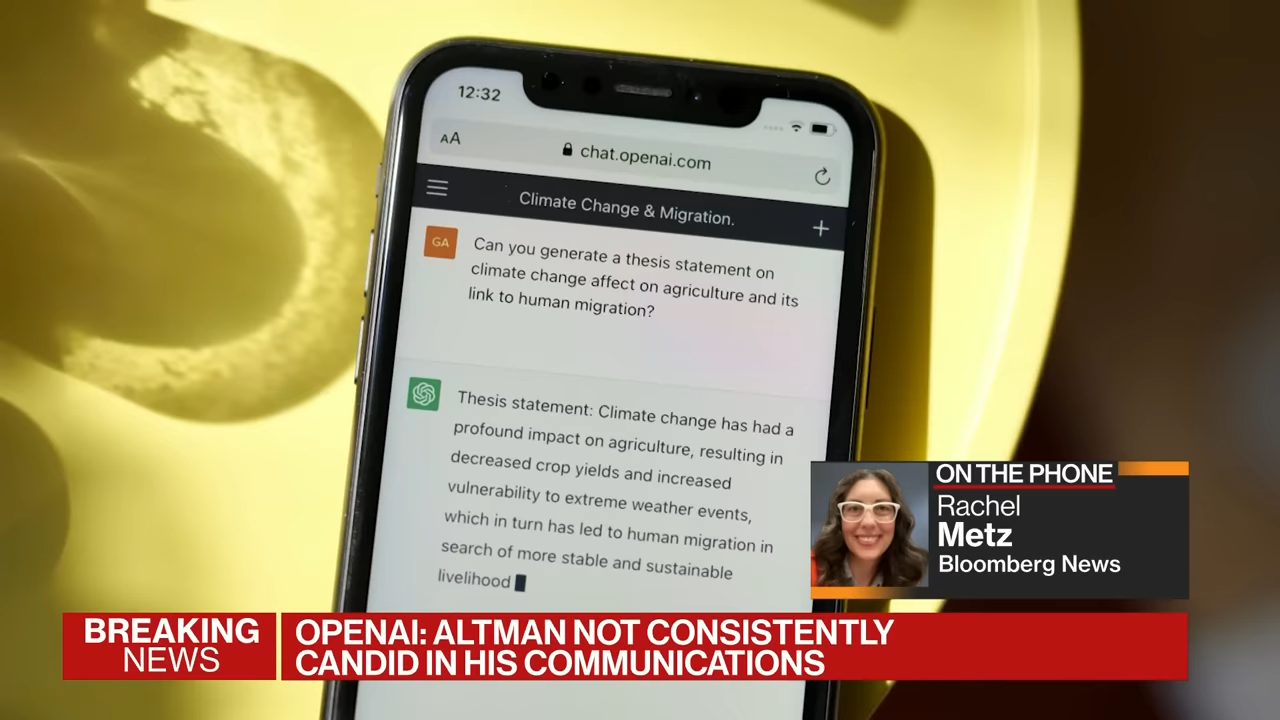 12:32
AA
chat.openai.com
Climate Change & Migration.
GA
Can you generate a thesis statement on
climate change affect on agriculture and its
link to human migration?
Thesis statement: Climate change has had a
profound impact on agriculture, resulting in
decreased crop yields and increased
vulnerability to extreme weather events,
which in turn has led to human migration in
search of more stable and sustainable
livelihood
ON THE PHONE
Rachel
Metz
Bloomberg News
BREAKING
NEWS
OPENAI: ALTMAN NOT CONSISTENTLY
CANDID IN HIS COMMUNICATIONS